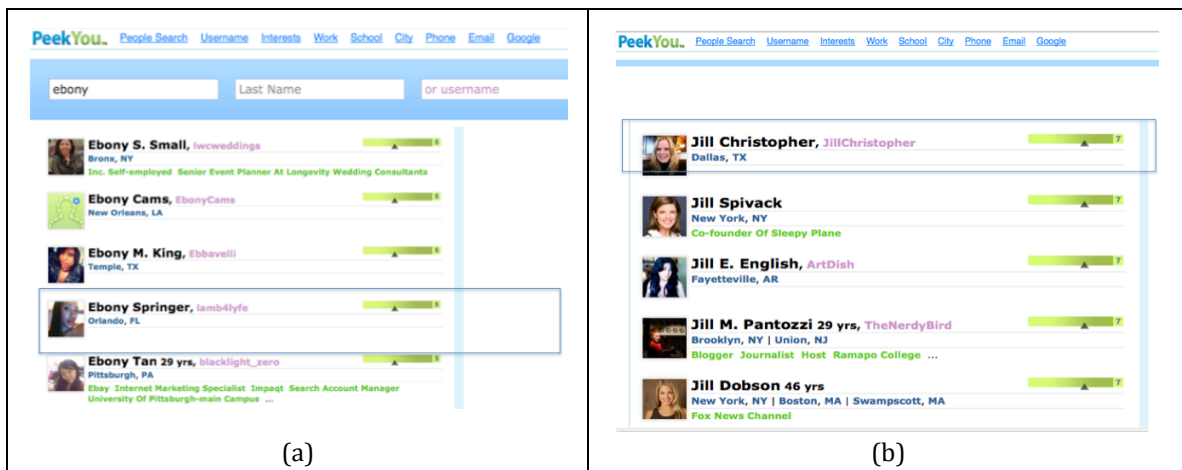 PeekYou. People Search Username Interests Work School City Phone Email Google
ebony Last Name or username
Ebony S. Small, lwcweddings 5
Bronx, NY
Inc. Self-employed Senior Event Planner At Longevity Wedding Consultants
Ebony Cams, EbonyCams 5
New Orleans, LA
Ebony M. King, Ebbavelli 5
Temple, TX
Ebony Springer, lamb4lyfe 5
Orlando, FL
Ebony Tan 29 yrs, blacklight_zero 5
Pittsburgh, PA
Ebay Internet Marketing Specialist Impaqt Search Account Manager
University Of Pittsburgh-main Campus ...
(a)
PeekYou. People Search Username Interests Work School City Phone Email Google
Jill Christopher, JillChristopher 7
Dallas, TX
Jill Spivack 7
New York, NY
Co-founder Of Sleepy Plane
Jill E. English, ArtDish 7
Fayetteville, AR
Jill M. Pantozzi 29 yrs, TheNerdyBird 7
Brooklyn, NY | Union, NJ
Blogger Journalist Host Ramapo College ...
Jill Dobson 46 yrs 7
New York, NY | Boston, MA | Swampscott, MA
Fox News Channel
(b)